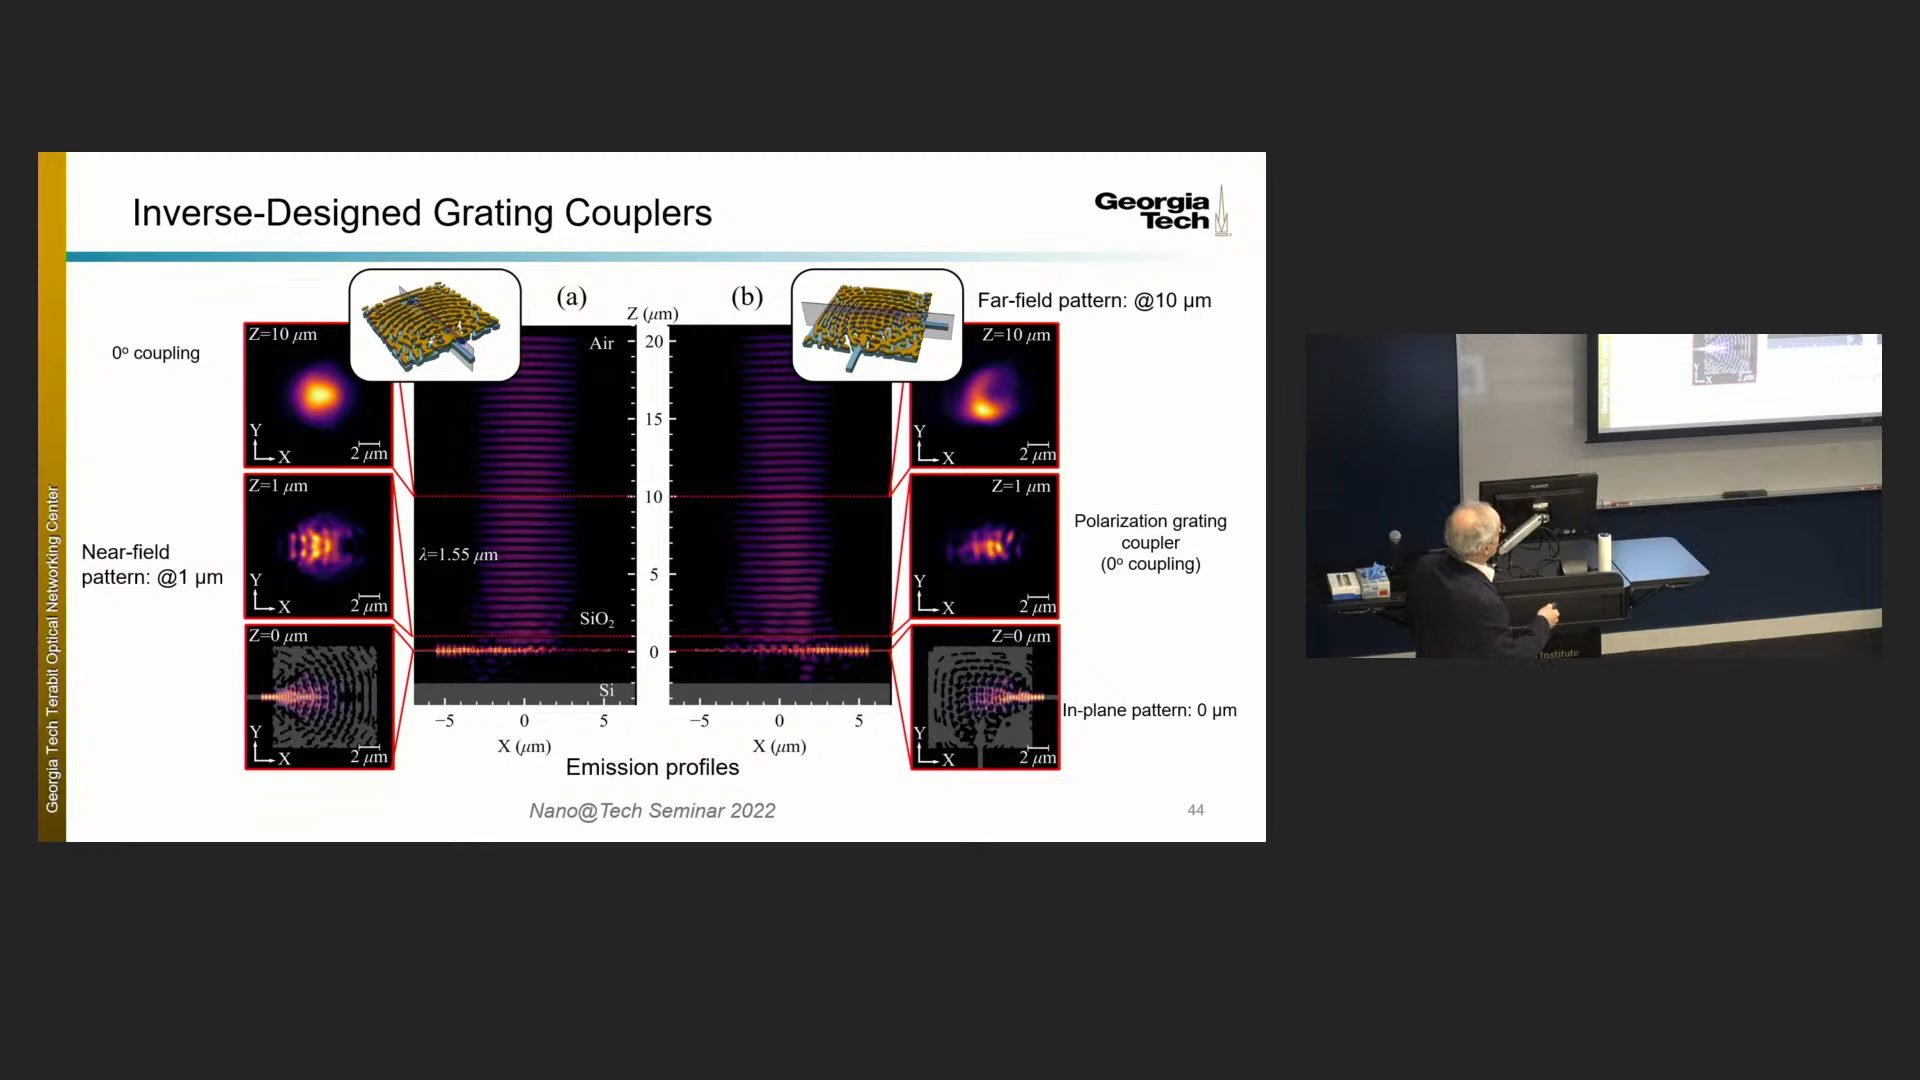 Inverse-Designed Grating Couplers
Georgia
Tech
Georgia Tech Terabit Optical Networking Center
(a)
(b)
Far-field pattern: @10 μm
0º coupling
Z=10 μm
Y
X
2 μm
Z (μm)
Air
20
15
10
5
0
Z=10 μm
Y
X
2 μm
Near-field
pattern: @1 μm
Z=1 μm
Y
X
2 μm
λ=1.55 μm
SiO₂
Z=1 μm
Y
X
2 μm
Polarization grating
coupler
(0º coupling)
Z=0 μm
Y
X
2 μm
Si
Z=0 μm
Y
X
2 μm
In-plane pattern: 0 μm
−5 0 5
X (μm)
−5 0 5
X (μm)
Emission profiles
Nano@Tech Seminar 2022
44
Institute